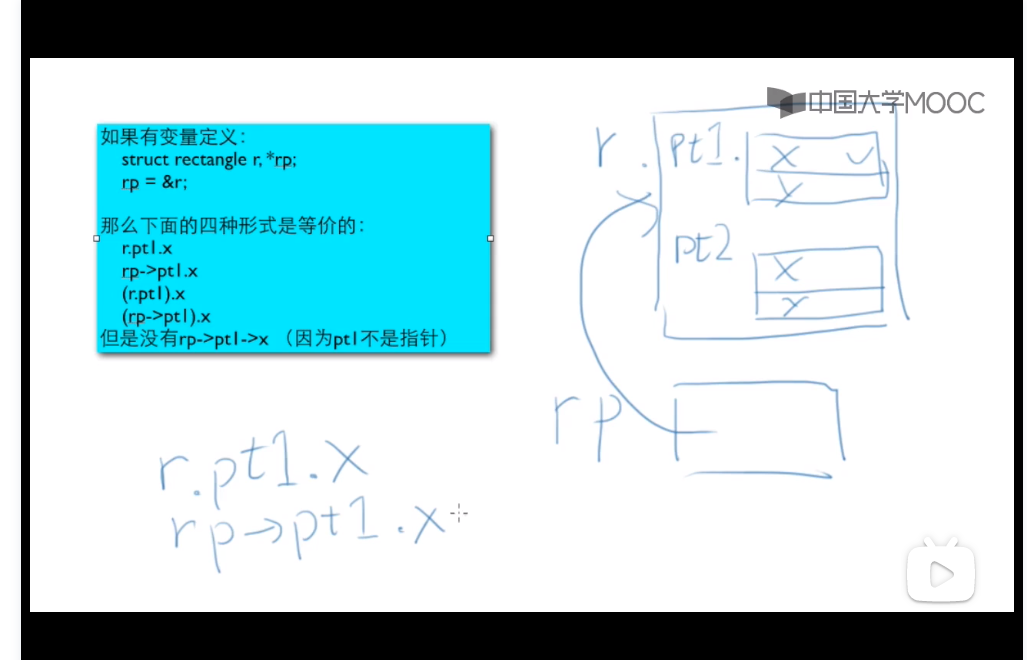 中国大学MOOC
如果有变量定义：
struct rectangle r, *rp;
rp = &r;
那么下面的四种形式是等价的：
r.pt1.x
rp->pt1.x
(r.pt1).x
(rp->pt1).x
但是没有rp->pt1->x （因为pt1不是指针）
r.pt1.x
rp→pt1.x
r. pt1. x
y
pt2 x
y
rp